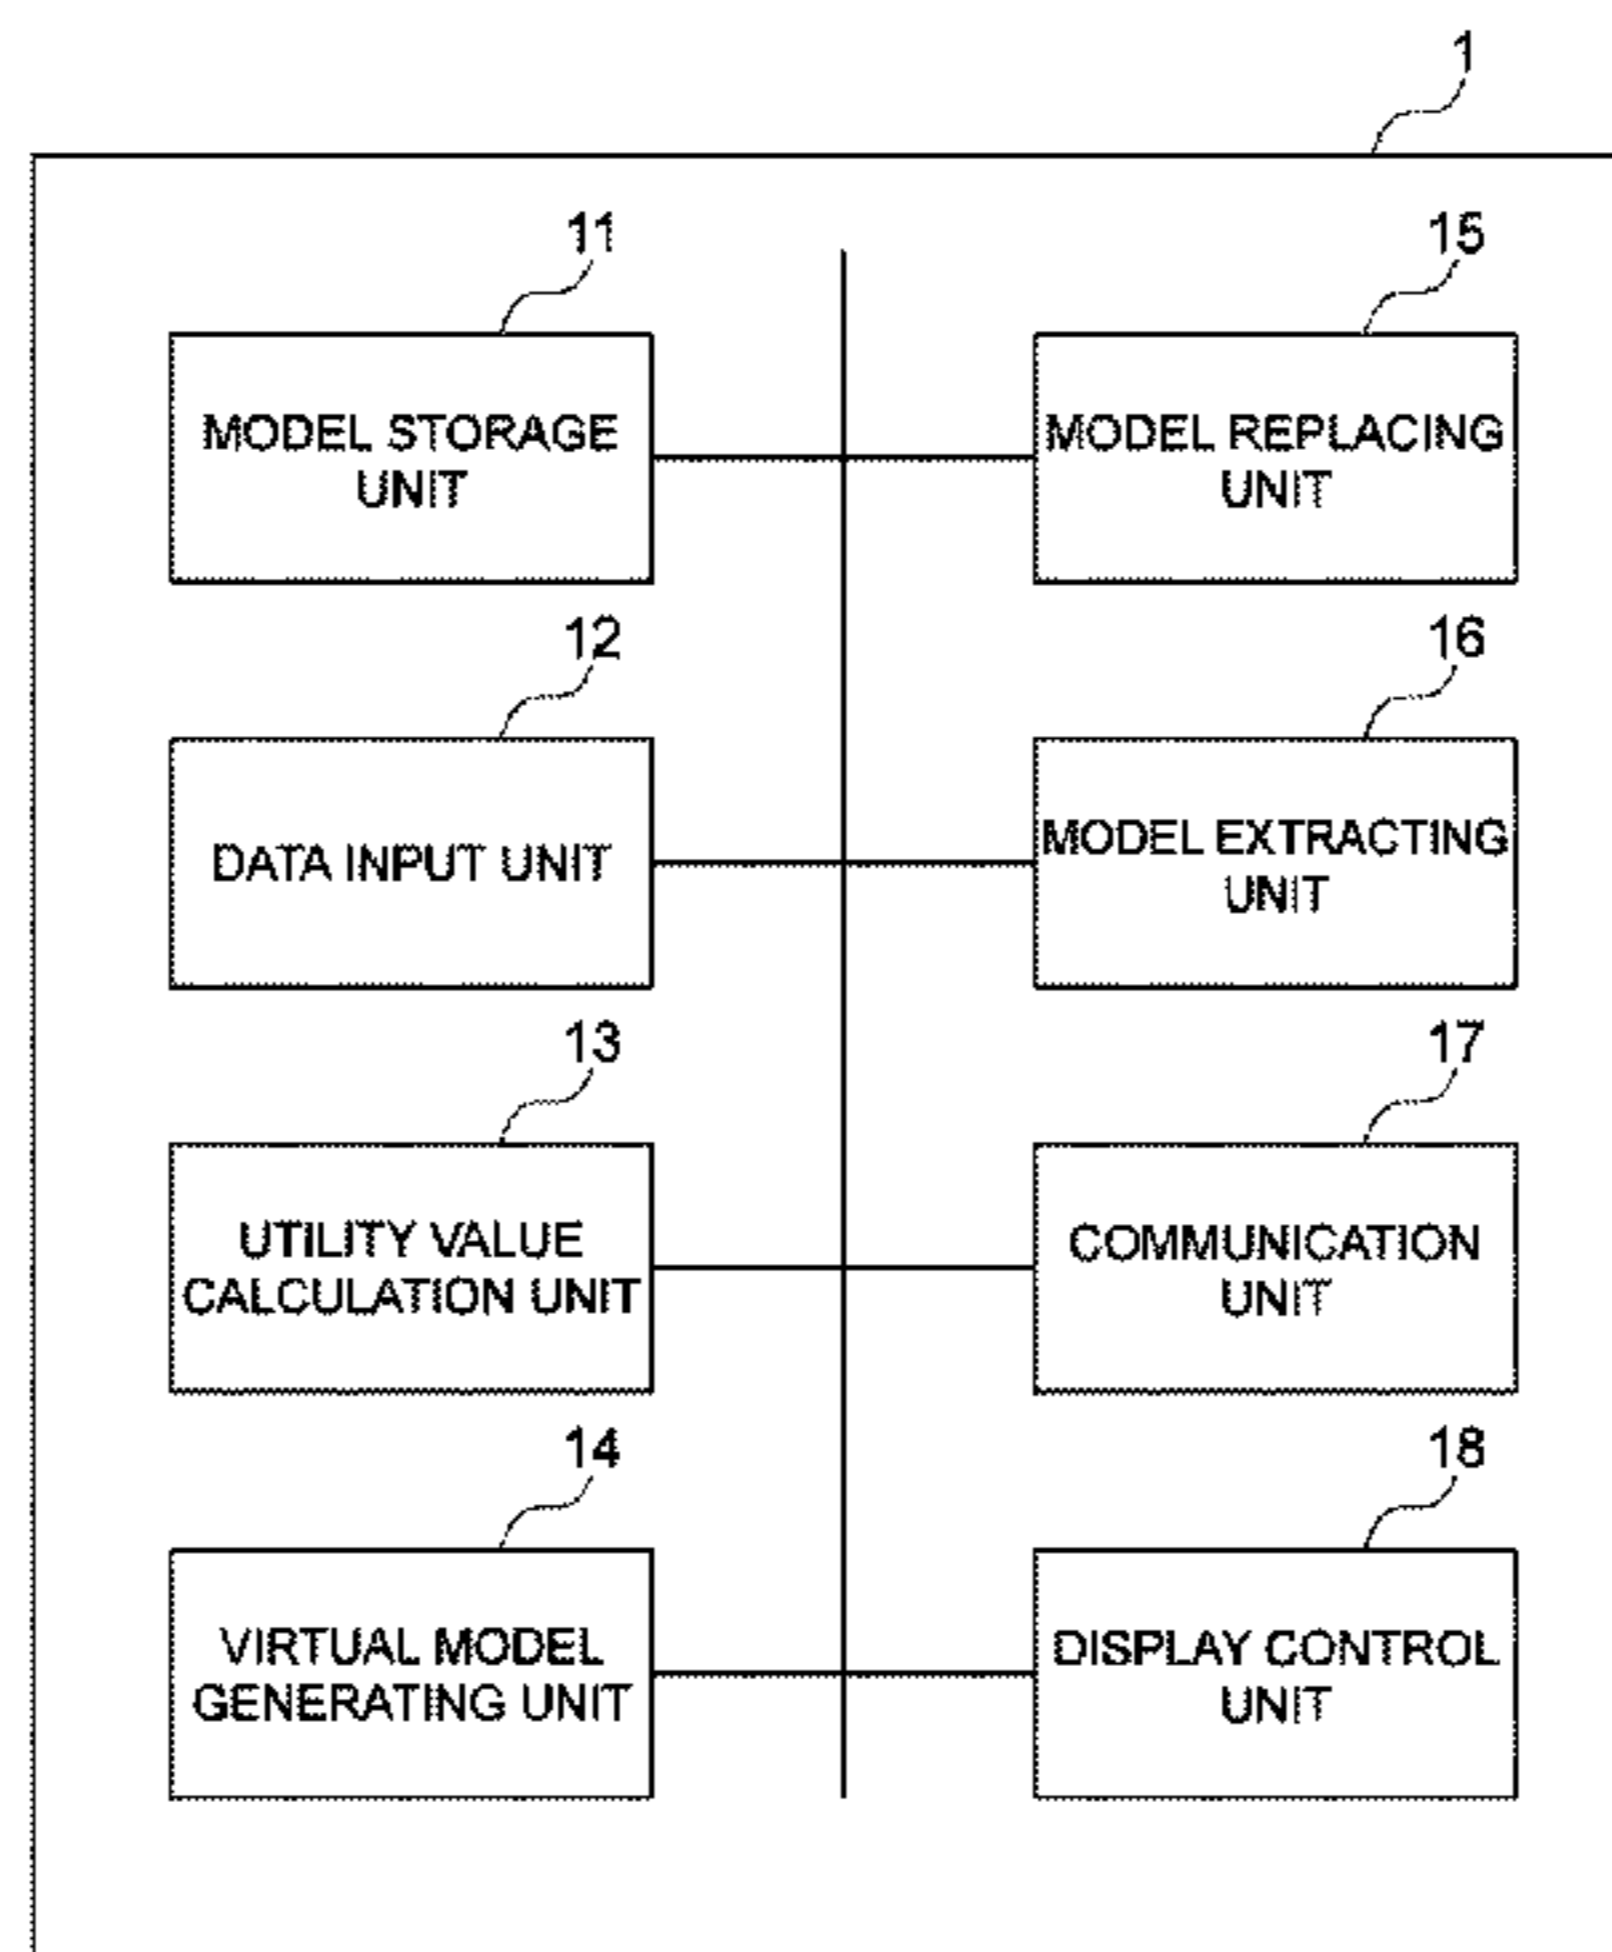 1
11
MODEL STORAGE
UNIT
15
MODEL REPLACING
UNIT
12
DATA INPUT UNIT
16
MODEL EXTRACTING
UNIT
13
UTILITY VALUE
CALCULATION UNIT
17
COMMUNICATION
UNIT
14
VIRTUAL MODEL
GENERATING UNIT
18
DISPLAY CONTROL
UNIT